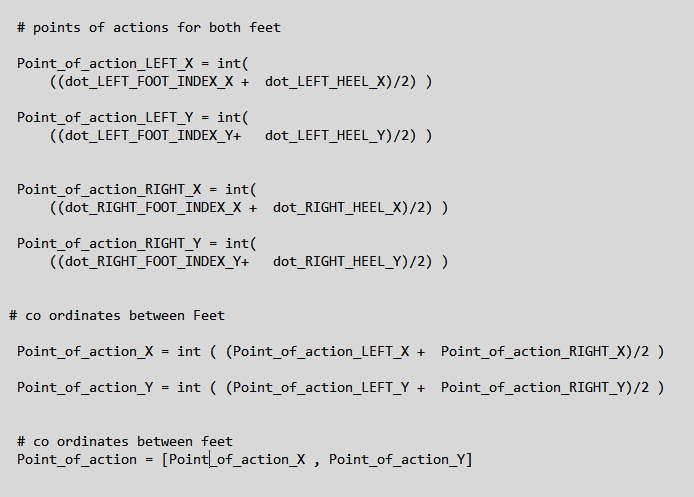 # points of actions for both feet
Point_of_action_LEFT_X = int(
((dot_LEFT_FOOT_INDEX_X +  dot_LEFT_HEEL_X)/2) )
Point_of_action_LEFT_Y = int(
((dot_LEFT_FOOT_INDEX_Y+   dot_LEFT_HEEL_Y)/2) )
Point_of_action_RIGHT_X = int(
((dot_RIGHT_FOOT_INDEX_X +  dot_RIGHT_HEEL_X)/2) )
Point_of_action_RIGHT_Y = int(
((dot_RIGHT_FOOT_INDEX_Y+   dot_RIGHT_HEEL_Y)/2) )
# co ordinates between Feet
Point_of_action_X = int ( (Point_of_action_LEFT_X +  Point_of_action_RIGHT_X)/2 )
Point_of_action_Y = int ( (Point_of_action_LEFT_Y +  Point_of_action_RIGHT_Y)/2 )
# co ordinates between feet
Point_of_action = [Point_of_action_X , Point_of_action_Y]